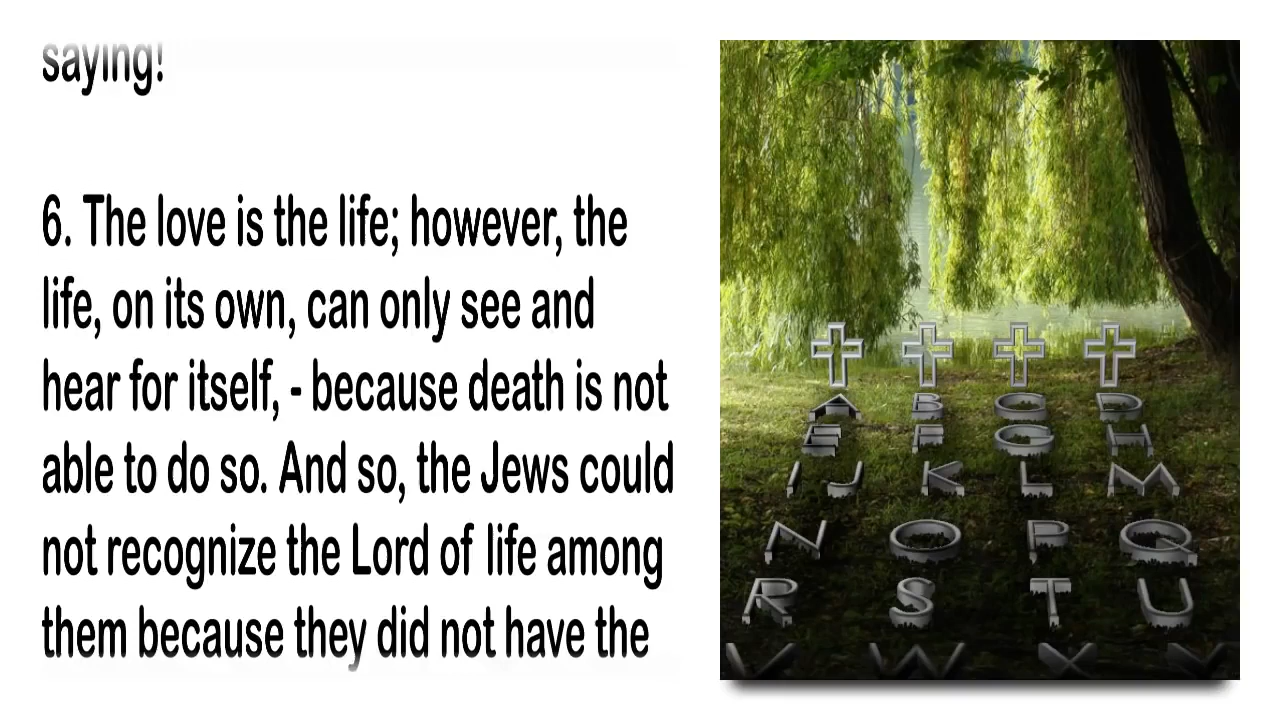 saying!
6. The love is the life; however, the
life, on its own, can only see and
hear for itself, - because death is not
able to do so. And so, the Jews could
not recognize the Lord of life among
them because they did not have the
A B C D
E F G H
I J K L M
N O P Q
R S T U
V W X Y